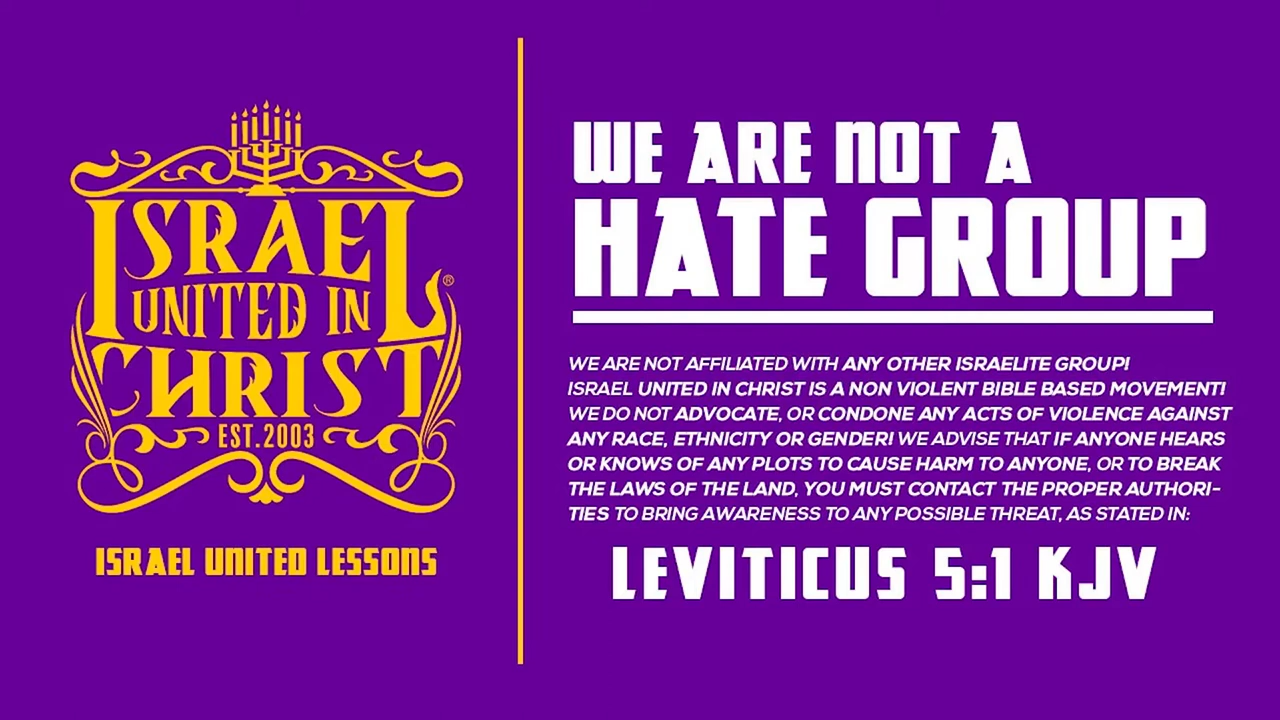 ISRAEL
UNITED IN
CHRIST
®
EST.2003
ISRAEL UNITED LESSONS
WE ARE NOT A
HATE GROUP
WE ARE NOT AFFILIATED WITH ANY OTHER ISRAELITE GROUP!
ISRAEL UNITED IN CHRIST IS A NON VIOLENT BIBLE BASED MOVEMENT!
WE DO NOT ADVOCATE, OR CONDONE ANY ACTS OF VIOLENCE AGAINST
ANY RACE, ETHNICITY OR GENDER! WE ADVISE THAT IF ANYONE HEARS
OR KNOWS OF ANY PLOTS TO CAUSE HARM TO ANYONE, OR TO BREAK
THE LAWS OF THE LAND, YOU MUST CONTACT THE PROPER AUTHORI-
TIES TO BRING AWARENESS TO ANY POSSIBLE THREAT, AS STATED IN:
LEVITICUS 5:1 KJV